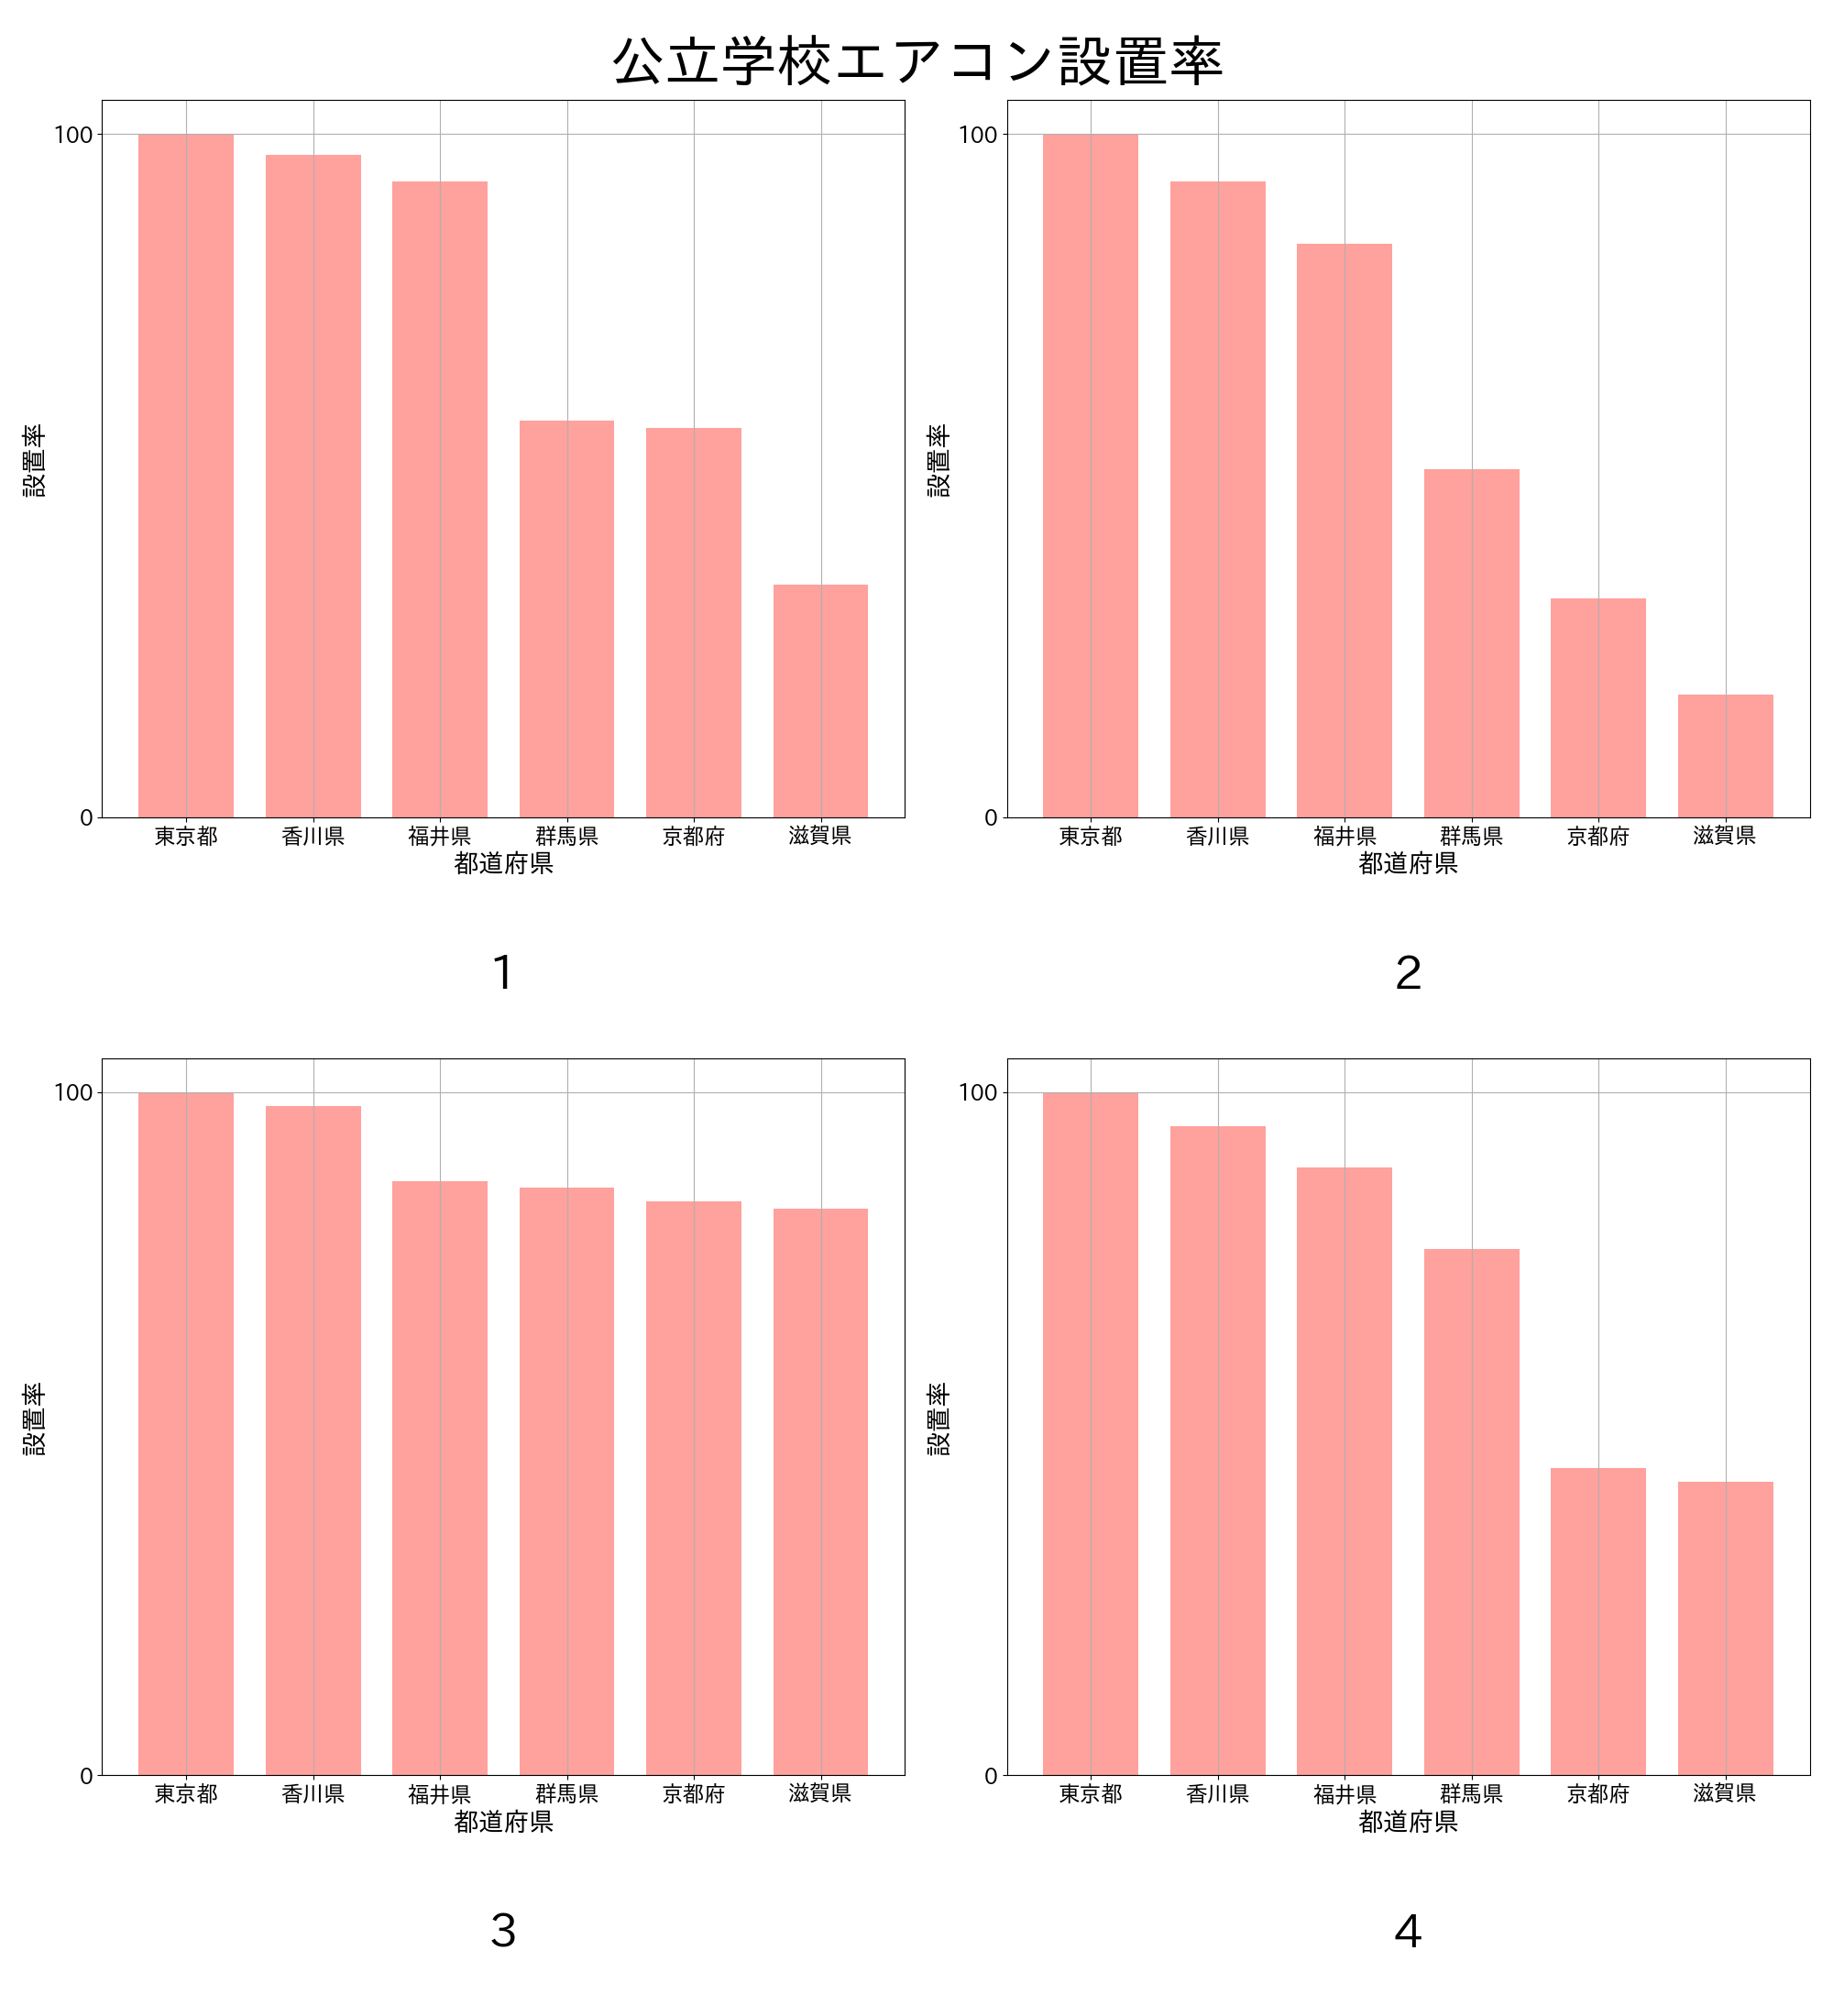 公立学校エアコン設置率
100
設置率
0
東京都 香川県 福井県 群馬県 京都府 滋賀県
都道府県
1
100
設置率
0
東京都 香川県 福井県 群馬県 京都府 滋賀県
都道府県
2
100
設置率
0
東京都 香川県 福井県 群馬県 京都府 滋賀県
都道府県
3
100
設置率
0
東京都 香川県 福井県 群馬県 京都府 滋賀県
都道府県
4